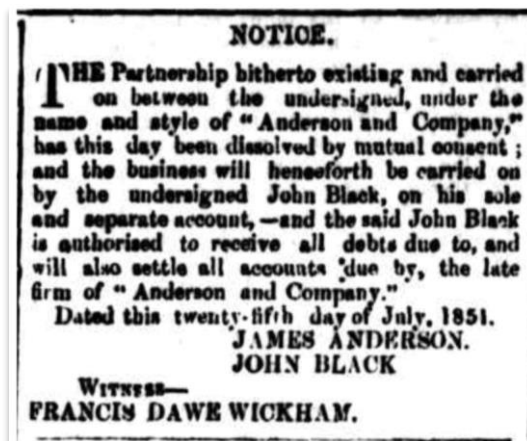 NOTICE.
THE Partnership hitherto existing and carried
on between the undersigned, under the
name and style of "Anderson and Company,"
has this day been dissolved by mutual consent ;
and the business will henseforth be carried on
by the undersigned John Black, on his sole
and separate account, —and the said John Black
is authorised to receive all debts due to, and
will also settle all accounts due by, the late
firm of "Anderson and Company."
Dated this twenty-fifth day of July, 1851.
JAMES ANDERSON.
JOHN BLACK
WITNESS—
FRANCIS DAWE WICKHAM.